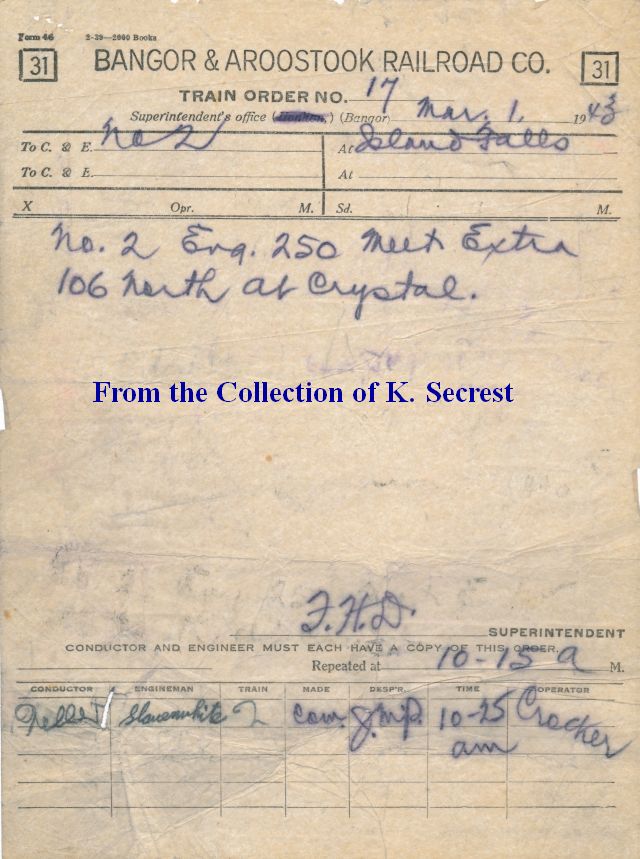 Form 46 2-39—2000 Books
31 BANGOR & AROOSTOOK RAILROAD CO. 31
TRAIN ORDER NO. 17
Superintendent's office (Houlton,) (Bangor) Mar. 1, 1943
To C. & E. No 2 At Island Falls
To C. & E. At
X Opr. M. Sd. M.
No. 2 Eng. 250 Meet Extra
106 North at Crystal.
From the Collection of K. Secrest
F.H.D. SUPERINTENDENT
CONDUCTOR AND ENGINEER MUST EACH HAVE A COPY OF THIS ORDER.
Repeated at 10-15 a M.
CONDUCTOR ENGINEMAN TRAIN MADE DESP'R. TIME OPERATOR
2 com. 10-25 Crocker
am